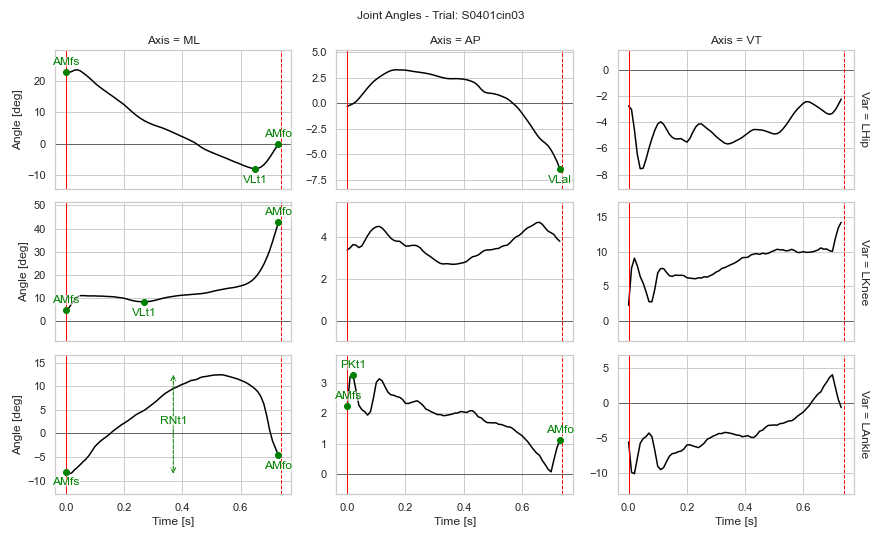 Joint Angles - Trial: S0401cin03
Axis = ML
Axis = AP
Axis = VT
Angle [deg]
20
10
0
−10
AMfs
VLt1
AMfo
5.0
2.5
0.0
−2.5
−5.0
−7.5
VLal
0
−2
−4
−6
−8
Var = LHip
Angle [deg]
50
40
30
20
10
0
AMfs
VLt1
AMfo
4
2
0
15
10
5
0
Var = LKnee
Angle [deg]
15
10
5
0
−5
−10
AMfs
RNt1
AMfo
0.0
0.2
0.4
0.6
Time [s]
3
2
1
0
PKt1
AMfs
AMfo
0.0
0.2
0.4
0.6
Time [s]
5
0
−5
−10
0.0
0.2
0.4
0.6
Time [s]
Var = LAnkle